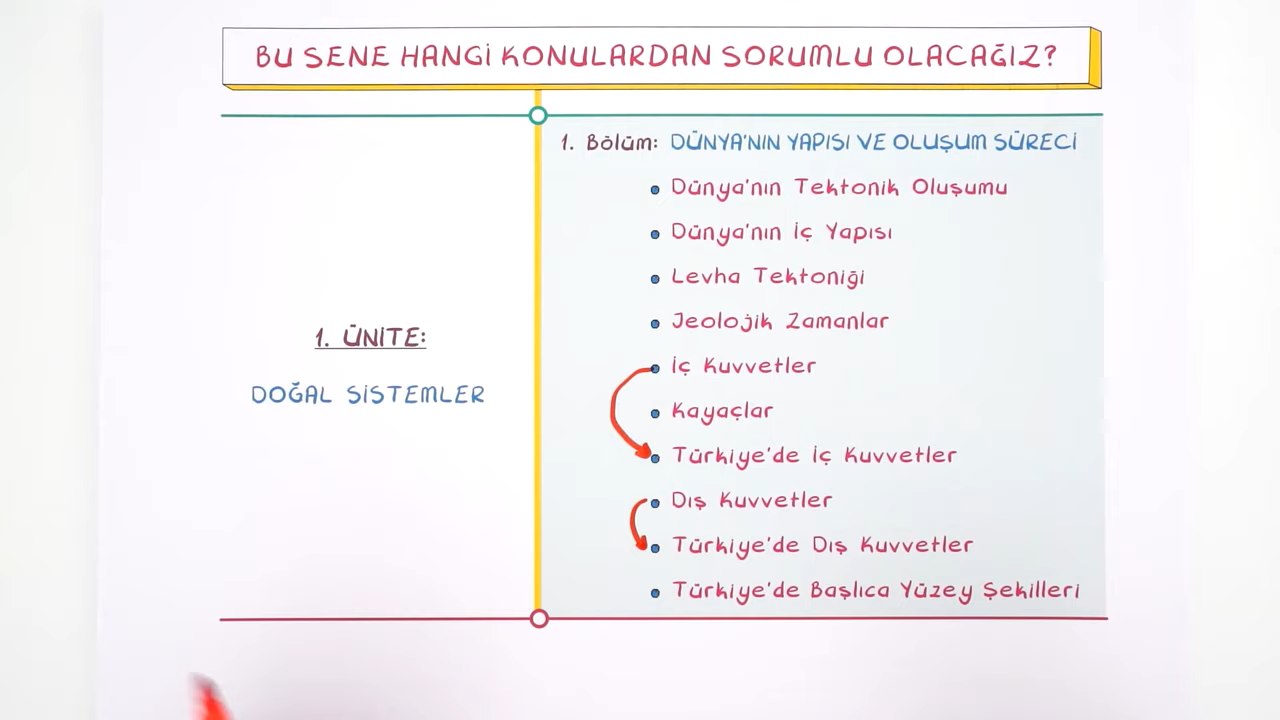 BU SENE HANGİ KONULARDAN SORUMLU OLACAĞIZ?
1. ÜNİTE:
DOĞAL SİSTEMLER
1. Bölüm: DÜNYA'NIN YAPISI VE OLUŞUM SÜRECİ
• Dünya'nın Tektonik Oluşumu
• Dünya'nın İç Yapısı
• Levha Tektoniği
• Jeolojik Zamanlar
• İç Kuvvetler
• Kayaçlar
• Türkiye'de İç Kuvvetler
• Dış Kuvvetler
• Türkiye'de Dış Kuvvetler
• Türkiye'de Başlıca Yüzey Şekilleri